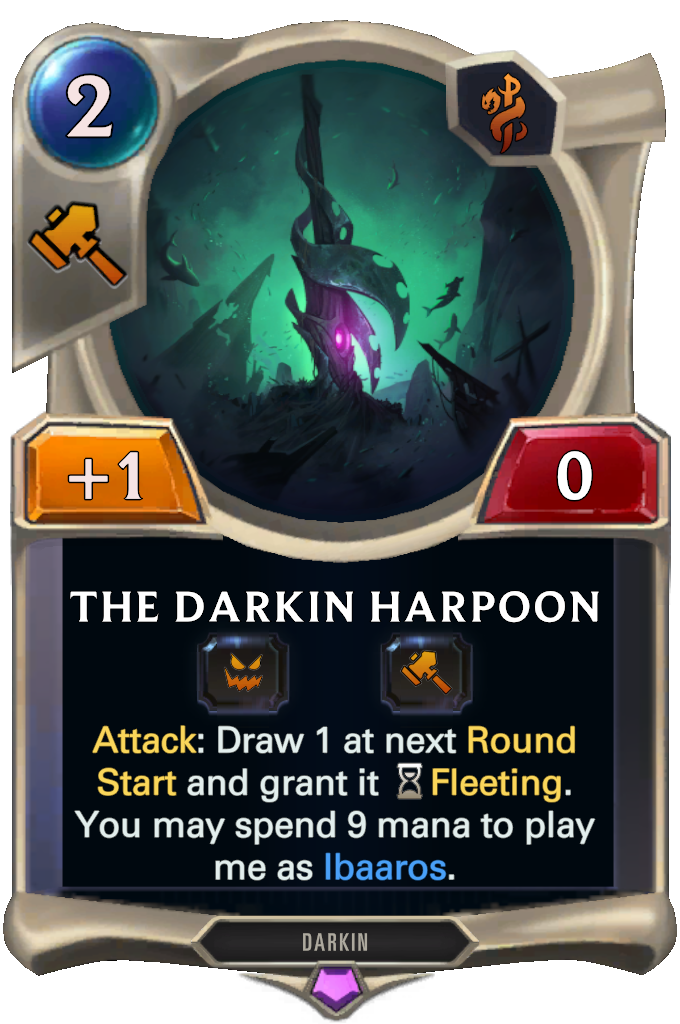 2
+1
0
THE DARKIN HARPOON
Attack: Draw 1 at next Round
Start and grant it Fleeting.
You may spend 9 mana to play
me as Ibaaros.
DARKIN